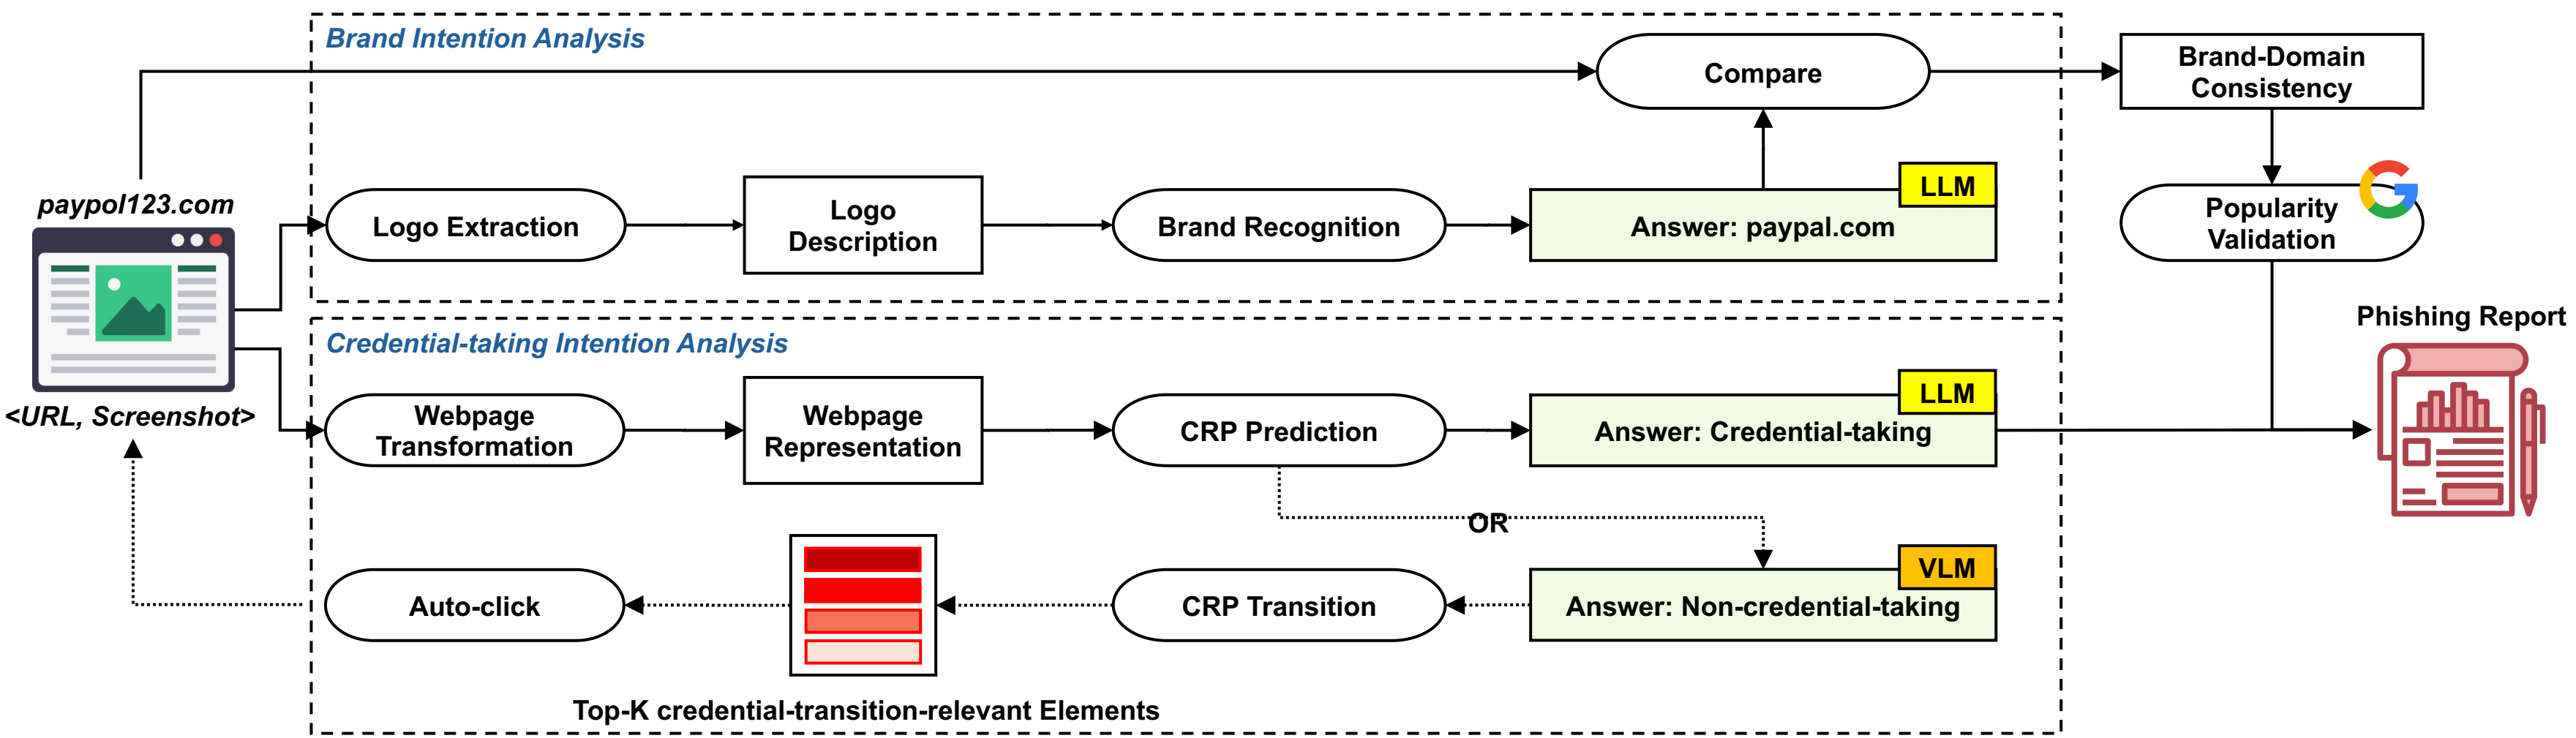 Brand Intention Analysis
Compare
Brand-Domain
Consistency
paypol123.com
Logo Extraction
Logo
Description
Brand Recognition
LLM
Answer: paypal.com
Popularity
Validation
<URL, Screenshot>
Credential-taking Intention Analysis
Webpage
Transformation
Webpage
Representation
CRP Prediction
LLM
Answer: Credential-taking
Phishing Report
OR
Auto-click
CRP Transition
VLM
Answer: Non-credential-taking
Top-K credential-transition-relevant Elements